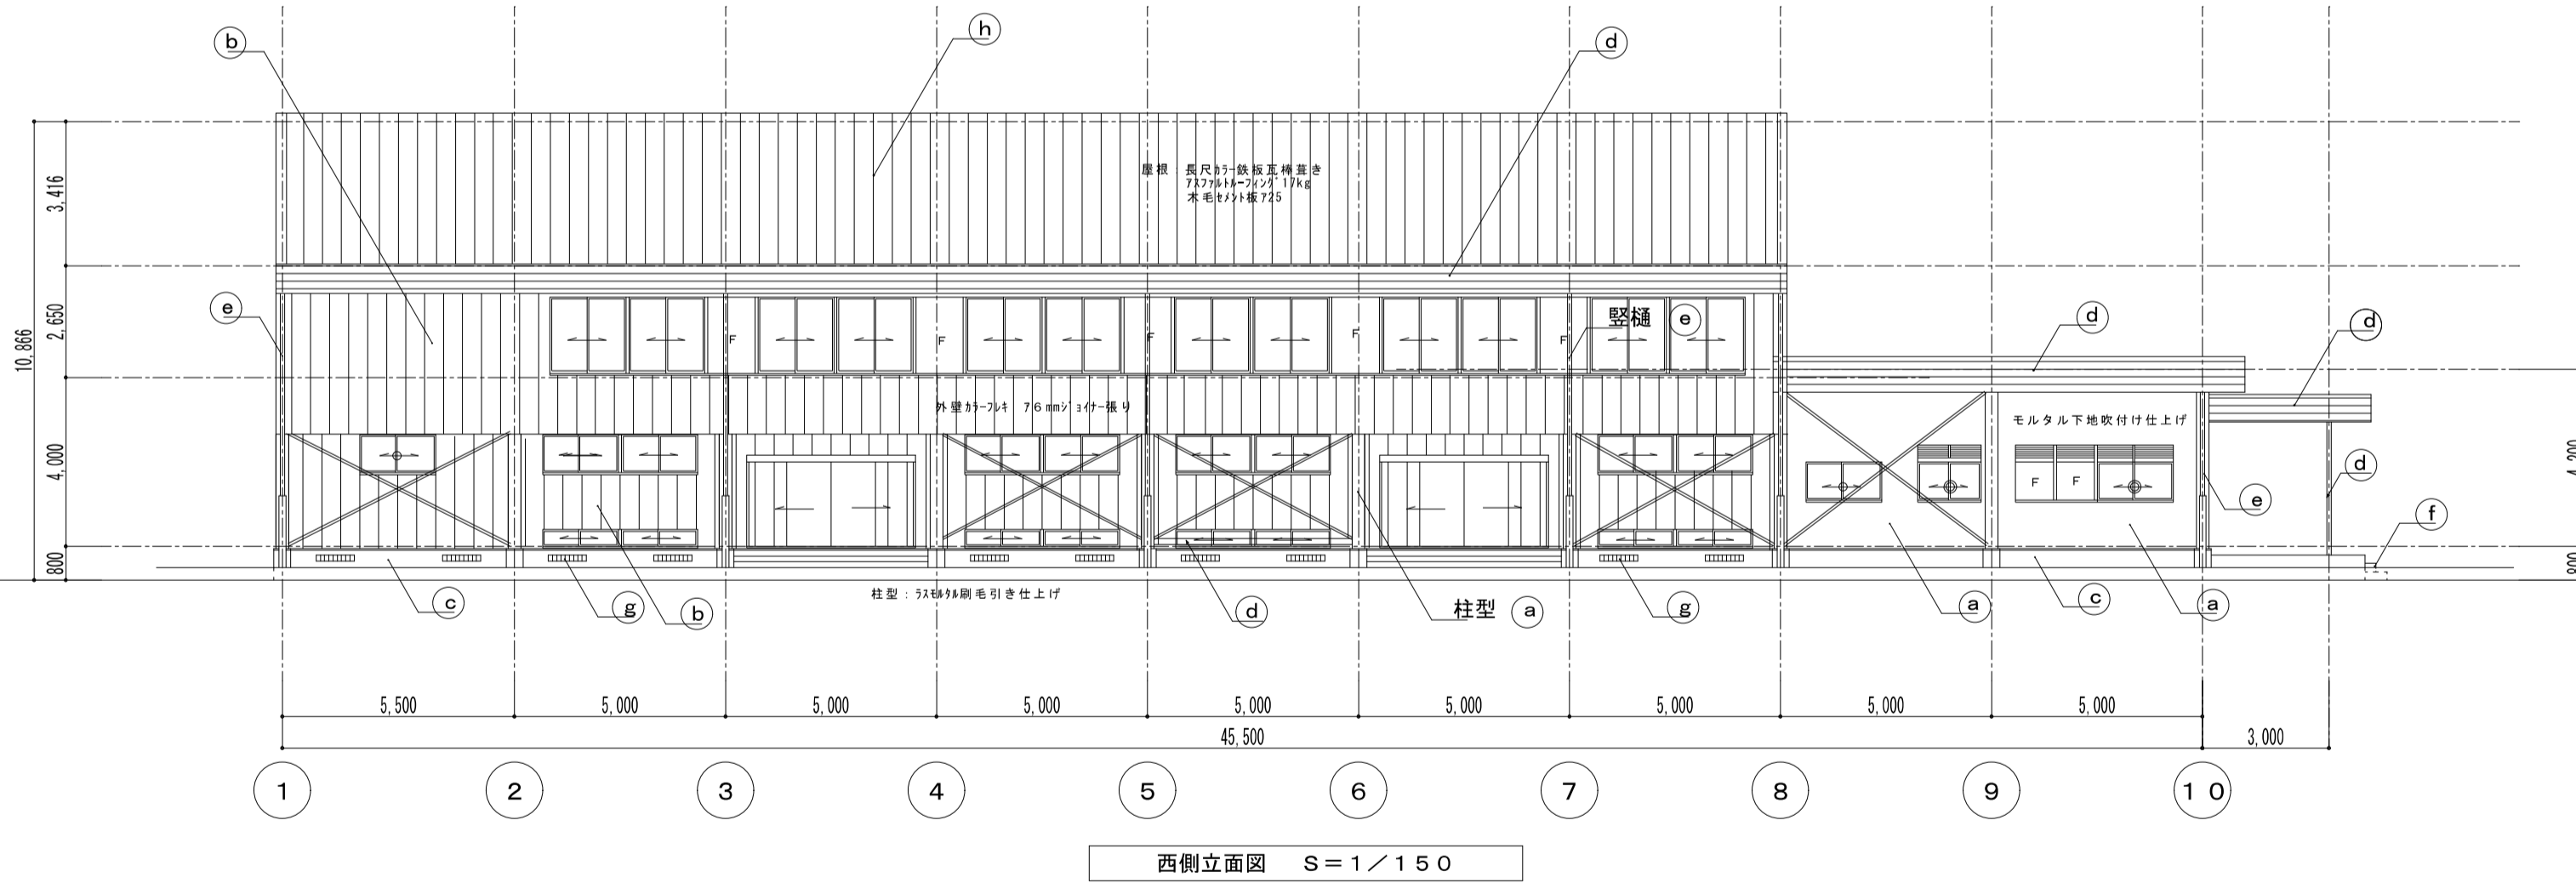 b
h
d
屋根：長尺ｶﾗｰ鉄板瓦棒葺き
ｱｽﾌｧﾙﾄﾙｰﾌｨﾝｸﾞ17kg
木毛ｾﾒﾝﾄ板ｱ25
3,416
2,650
10,866
4,000
800
e
F
F
F
F
F
竪樋 e
d
d
外壁ｶﾗｰﾌﾚｷ ｱ6mmｼﾞｮｲﾅｰ張り
モルタル下地吹付け仕上げ
F
F
d
e
f
4,200
800
c
g
b
柱型：ﾗｽﾓﾙﾀﾙ刷毛引き仕上げ
d
柱型 a
g
a
c
a
5,500
5,000
5,000
5,000
5,000
5,000
5,000
5,000
5,000
45,500
3,000
1
2
3
4
5
6
7
8
9
10
西側立面図 S＝1／150